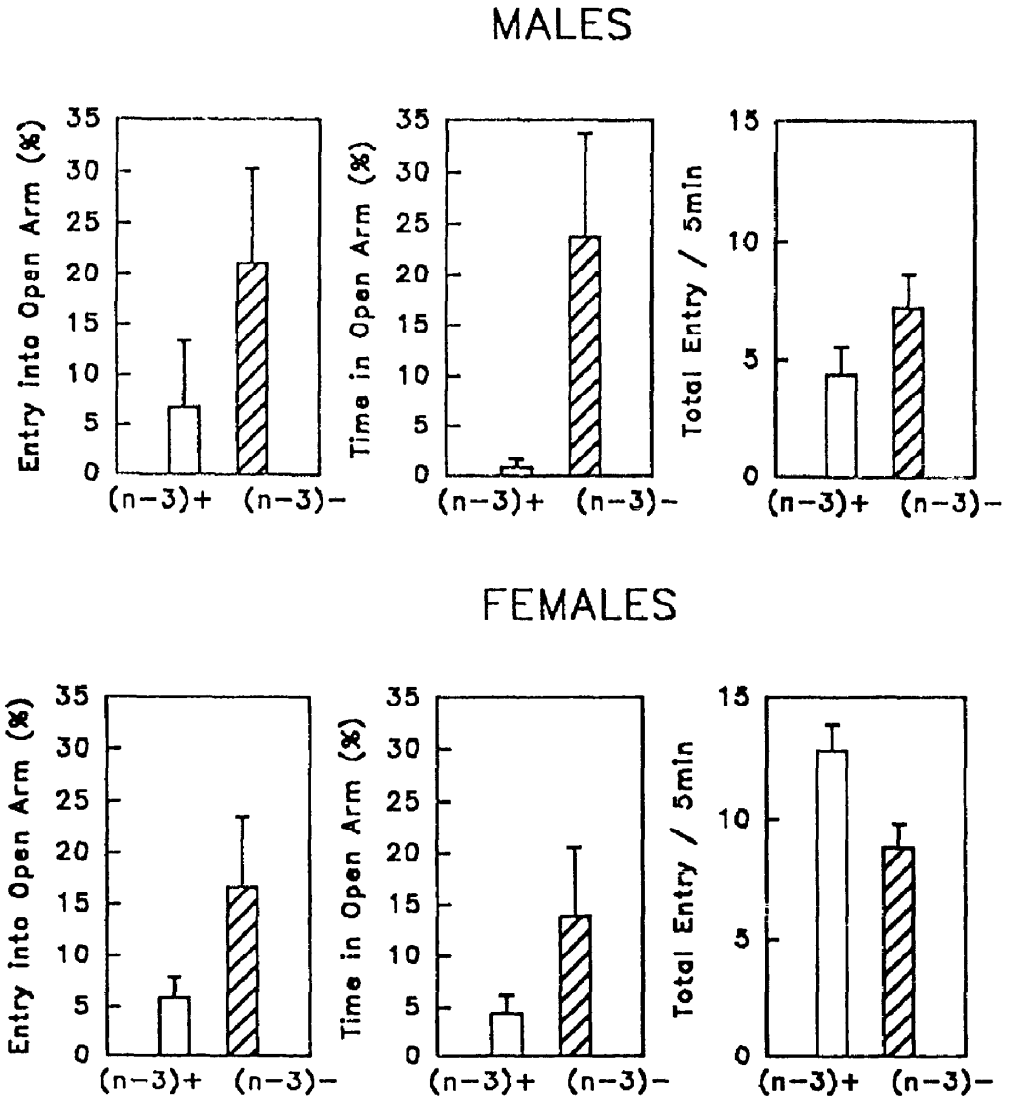 MALES
Entry into Open Arm (%)
35
30
25
20
15
10
5
0
(n-3)+ (n-3)-
Time in Open Arm (%)
35
30
25
20
15
10
5
0
(n-3)+ (n-3)-
Total Entry / 5min
15
10
5
0
(n-3)+ (n-3)-
FEMALES
Entry into Open Arm (%)
35
30
25
20
15
10
5
0
(n-3)+ (n-3)-
Time in Open Arm (%)
35
30
25
20
15
10
5
0
(n-3)+ (n-3)-
Total Entry / 5min
15
10
5
0
(n-3)+ (n-3)-